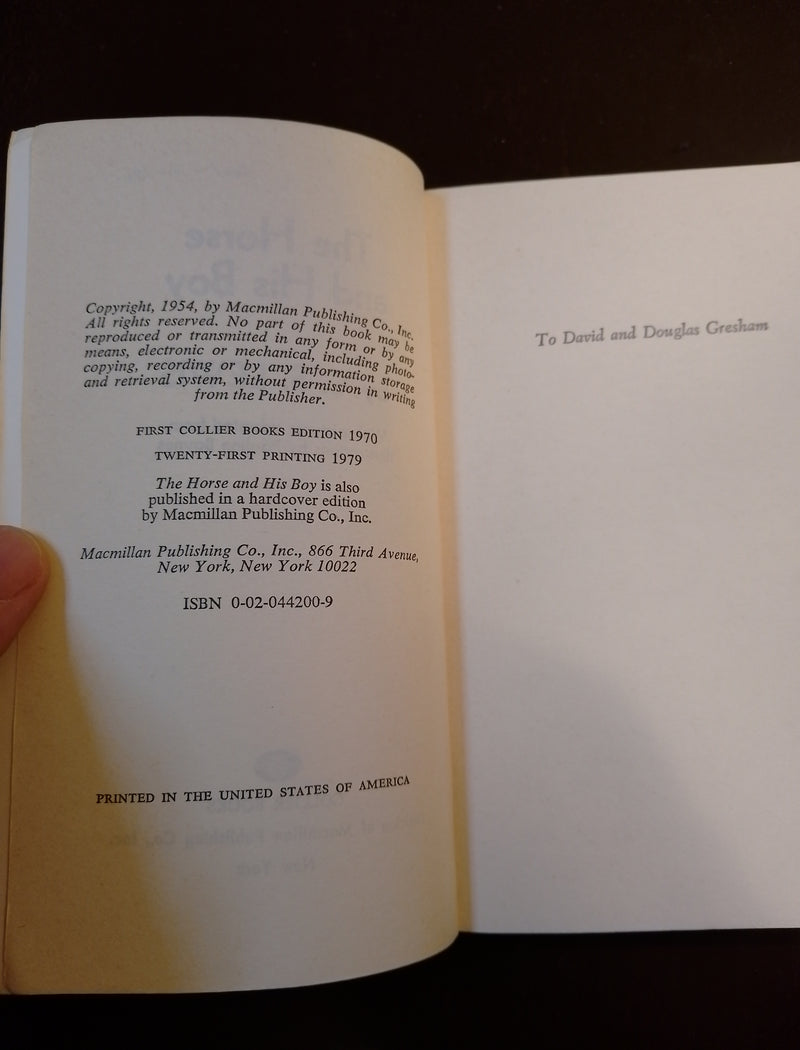 Copyright, 1954, by Macmillan Publishing Co., Inc.
All rights reserved. No part of this book may be
reproduced or transmitted in any form or by any
means, electronic or mechanical, including photo-
copying, recording or by any information storage
and retrieval system, without permission in writing
from the Publisher.
FIRST COLLIER BOOKS EDITION 1970
TWENTY-FIRST PRINTING 1979
The Horse and His Boy is also
published in a hardcover edition
by Macmillan Publishing Co., Inc.
Macmillan Publishing Co., Inc., 866 Third Avenue,
New York, New York 10022
ISBN 0-02-044200-9
PRINTED IN THE UNITED STATES OF AMERICA
To David and Douglas Gresham